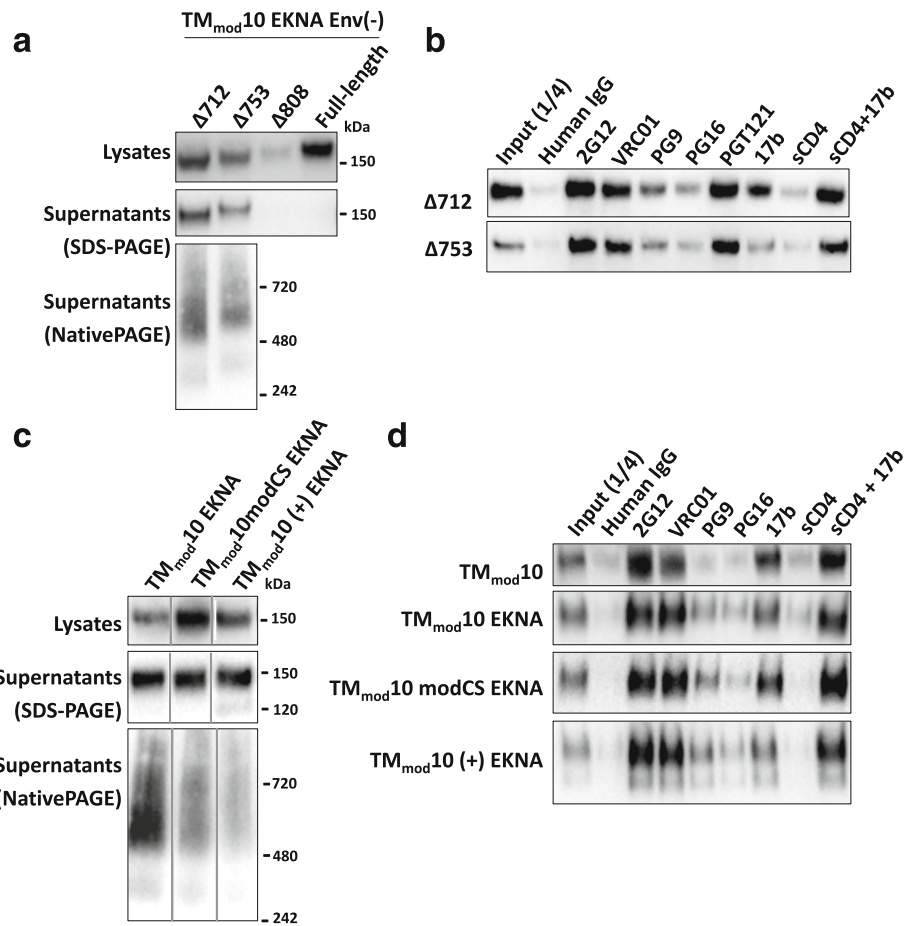 a
TMmod10 EKNA Env(-)
Δ712
Δ753
Δ808
Full-length
kDa
Lysates
150
Supernatants
(SDS-PAGE)
150
Supernatants
(NativePAGE)
720
480
242
b
Input (1/4)
Human IgG
2G12
VRC01
PG9
PG16
PGT121
17b
sCD4
sCD4+17b
Δ712
Δ753
c
TMmod10 EKNA
TMmod10modCS EKNA
TMmod10 (+) EKNA
kDa
Lysates
150
Supernatants
(SDS-PAGE)
150
120
Supernatants
(NativePAGE)
720
480
242
d
Input (1/4)
Human IgG
2G12
VRC01
PG9
PG16
17b
sCD4
sCD4 + 17b
TMmod10
TMmod10 EKNA
TMmod10 modCS EKNA
TMmod10 (+) EKNA